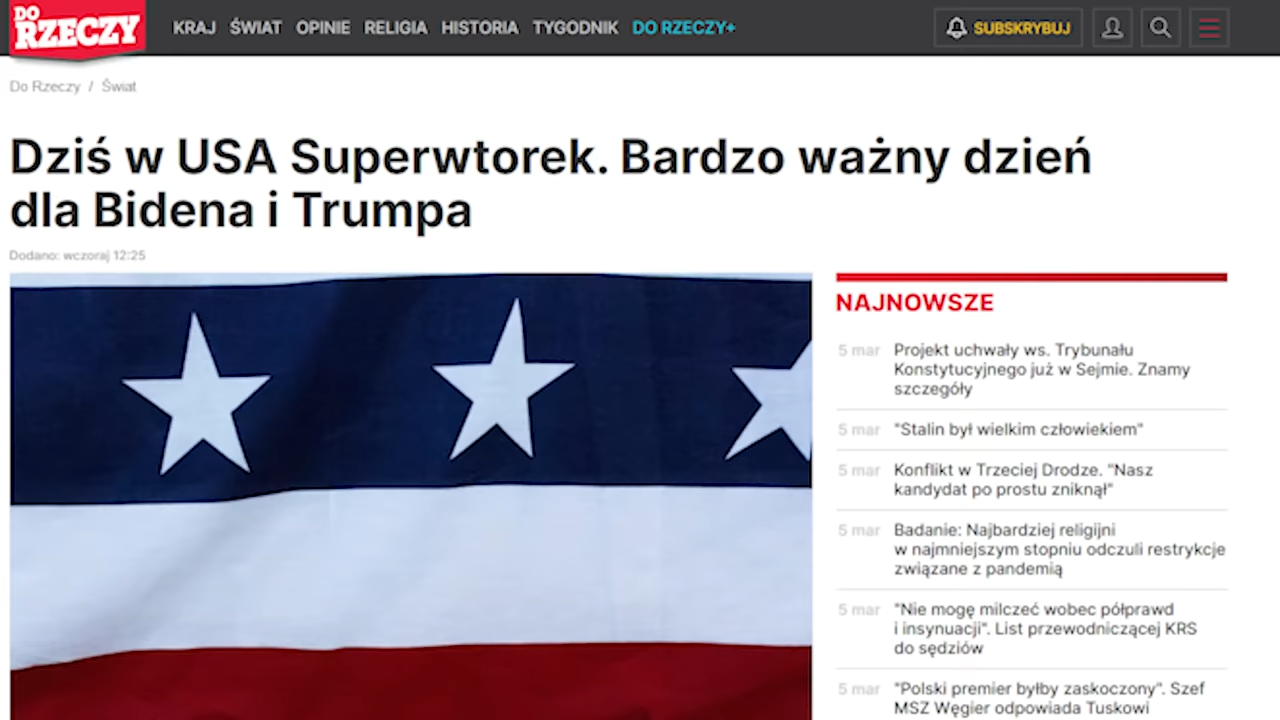 DO
RZECZY
KRAJ ŚWIAT OPINIE RELIGIA HISTORIA TYGODNIK DO RZECZY+
SUBSKRYBUJ
Do Rzeczy / Świat
Dziś w USA Superwtorek. Bardzo ważny dzień
dla Bidena i Trumpa
Dodano: wczoraj 12:25
NAJNOWSZE
5 mar Projekt uchwały ws. Trybunału
Konstytucyjnego już w Sejmie. Znamy
szczegóły
5 mar "Stalin był wielkim człowiekiem"
5 mar Konflikt w Trzeciej Drodze. "Nasz
kandydat po prostu zniknął"
5 mar Badanie: Najbardziej religijni
w najmniejszym stopniu odczuli restrykcje
związane z pandemią
5 mar "Nie mogę milczeć wobec półprawd
i insynuacji". List przewodniczącej KRS
do sędziów
5 mar "Polski premier byłby zaskoczony". Szef
MSZ Węgier odpowiada Tuskowi